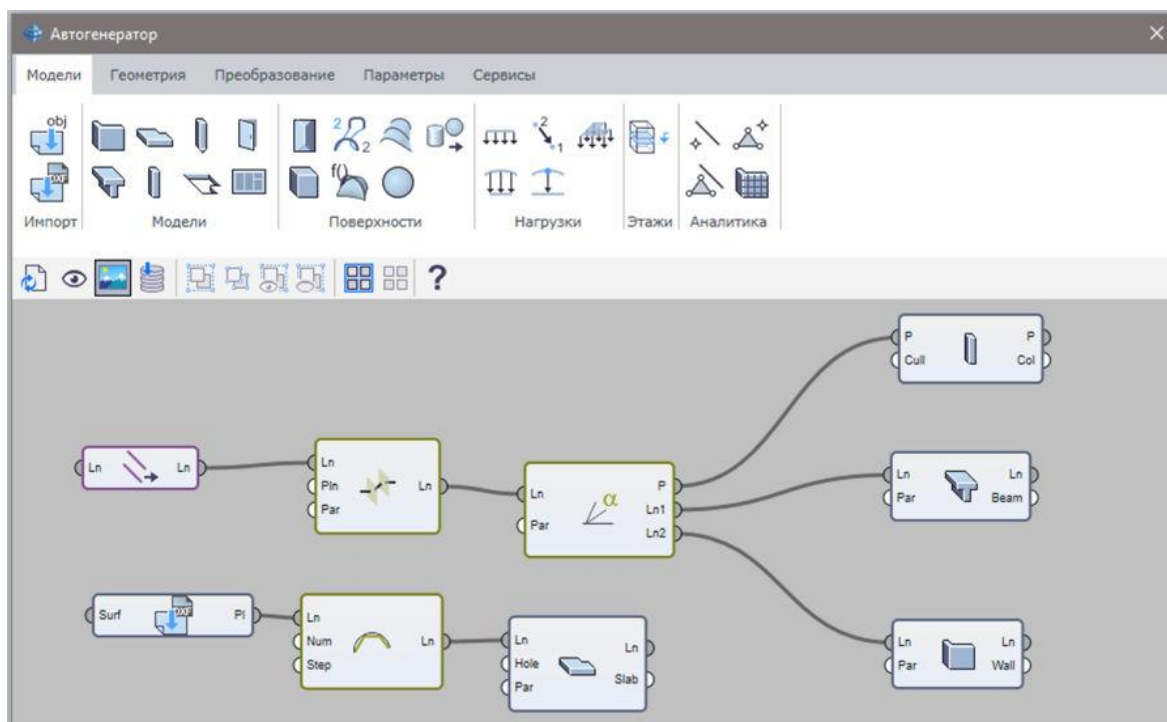 Автогенератор
Модели Геометрия Преобразование Параметры Сервисы
obj
DXF
2
2
f()
2
1
Импорт Модели Поверхности Нагрузки Этажи Аналитика
?
P P
Cull Col
Ln Ln
Ln
Pln Ln
Par
Ln
Par
α
P
Ln1
Ln2
Ln Ln
Par Beam
Surf DXF Pl
Ln
Num Ln
Step
Ln Ln
Hole
Par Slab
Ln Ln
Par Wall